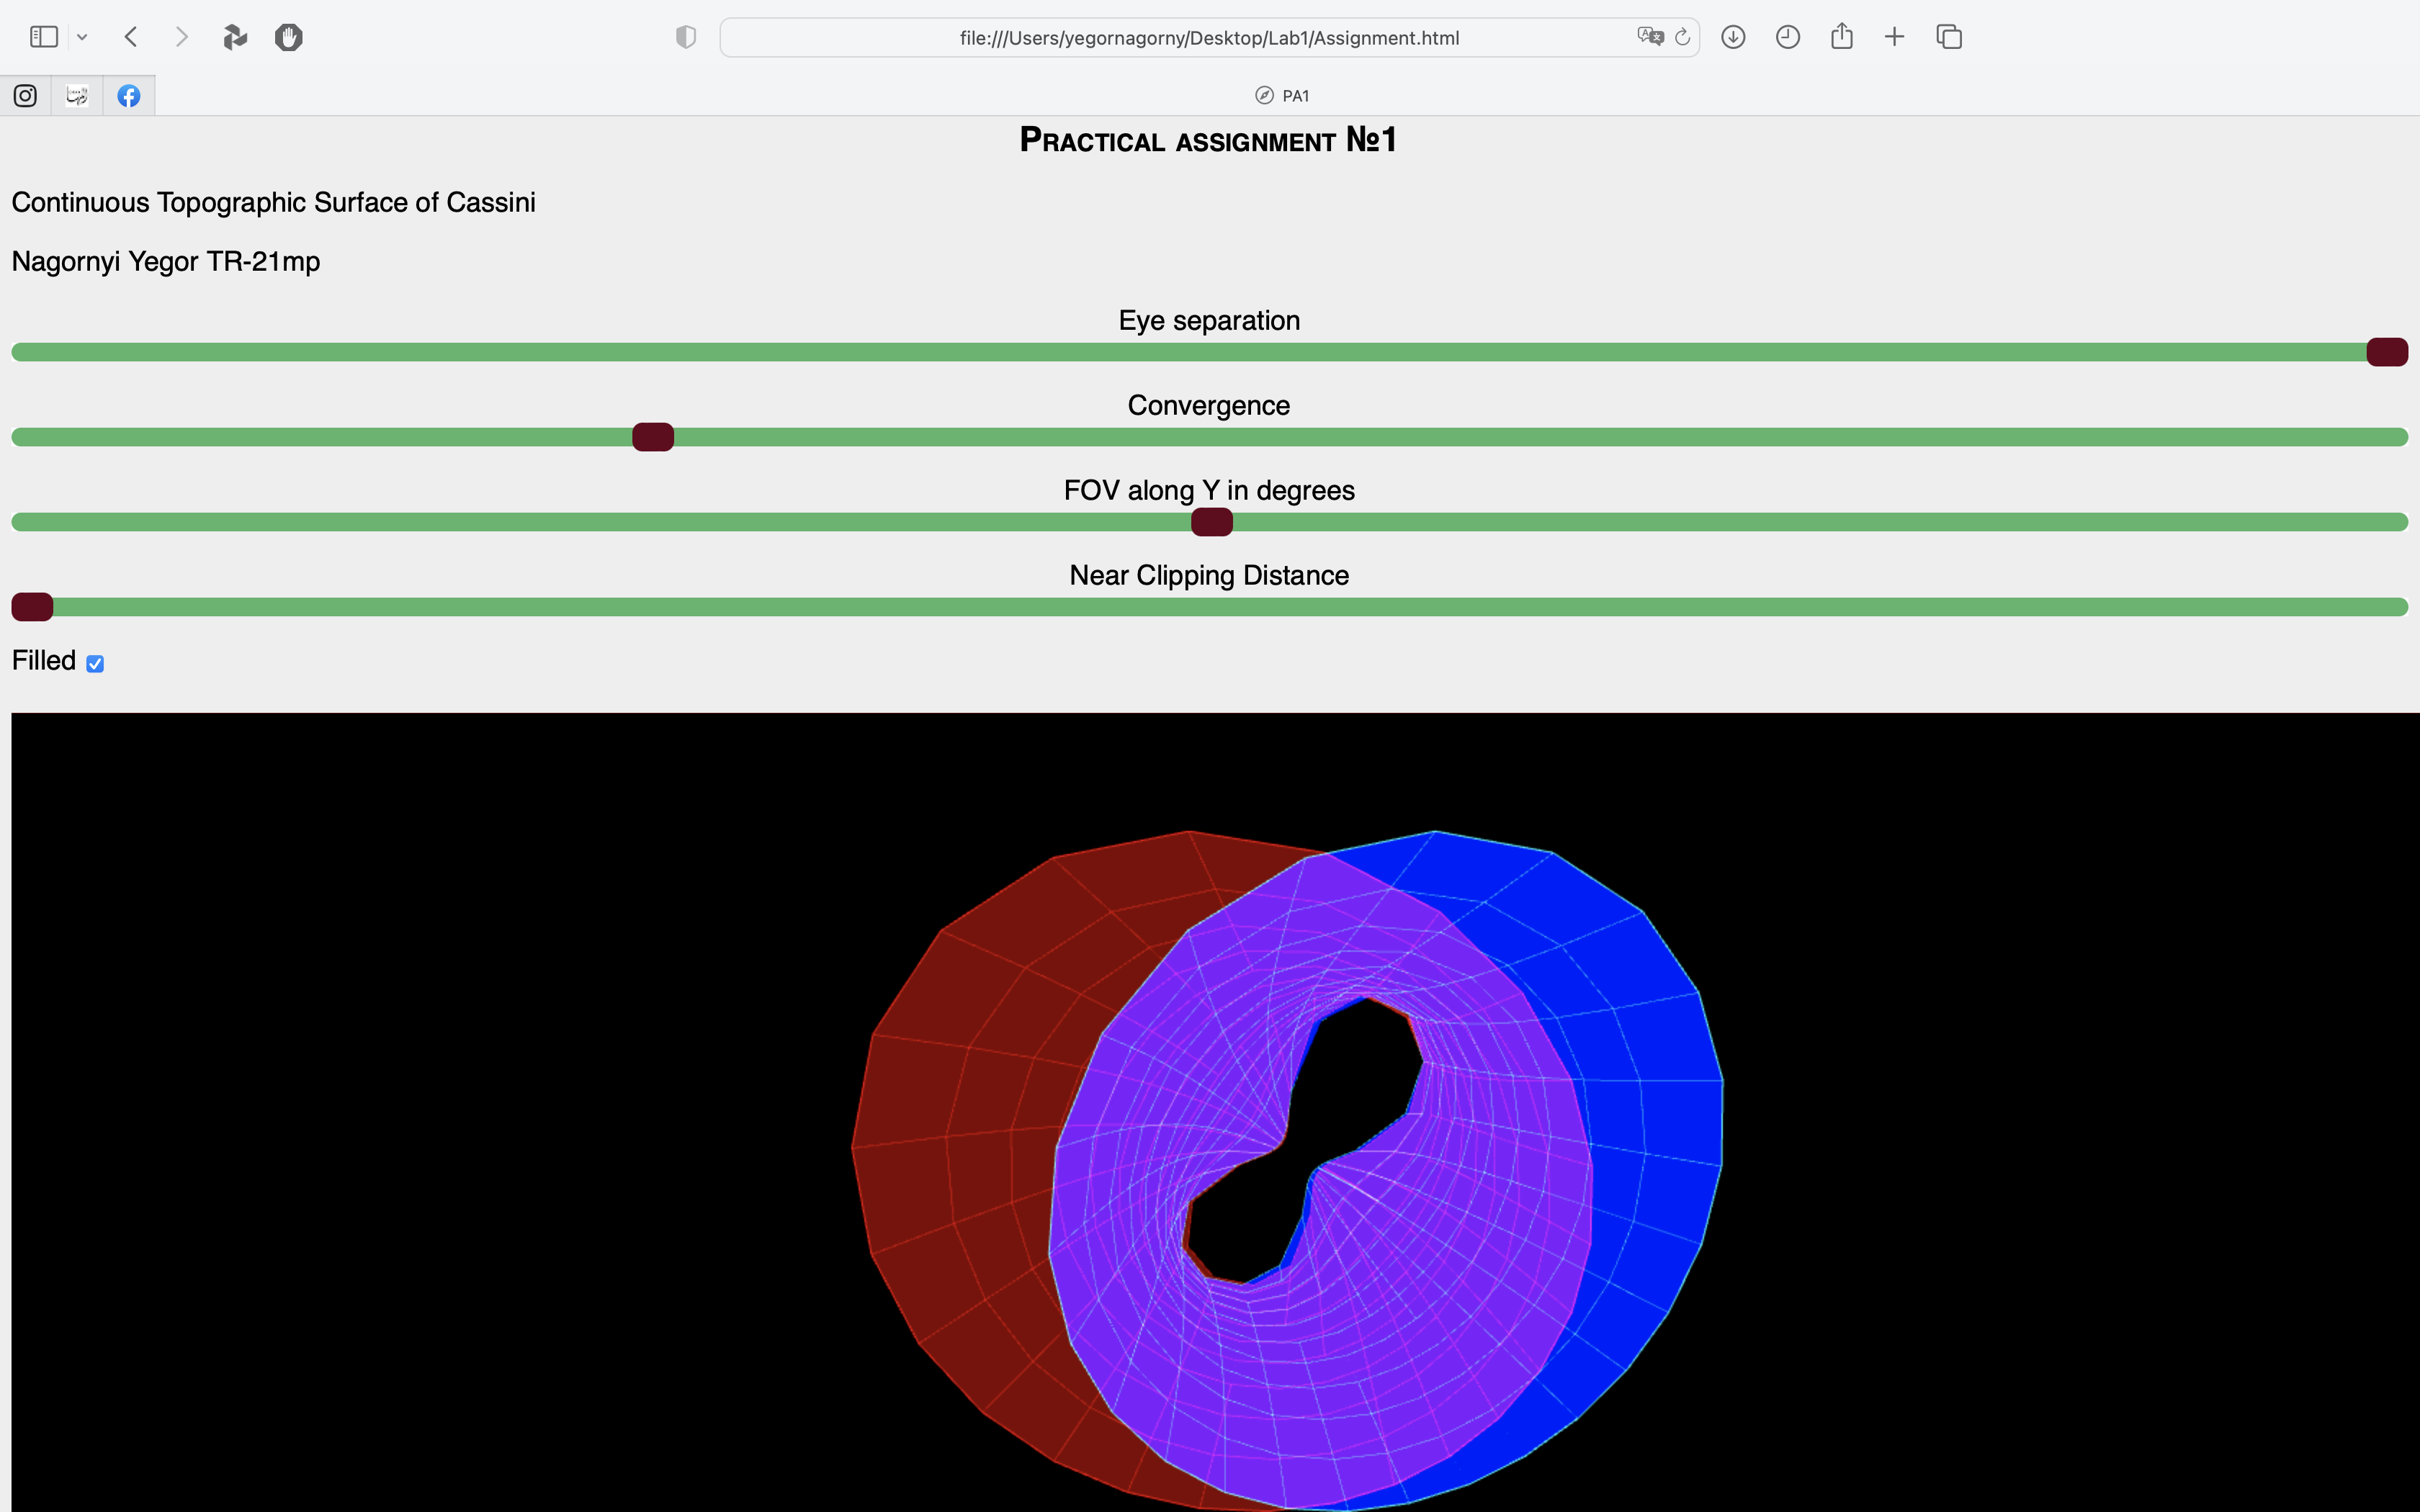 file:///Users/yegornagorny/Desktop/Lab1/Assignment.html
PA1
Practical assignment №1
Continuous Topographic Surface of Cassini
Nagornyi Yegor TR-21mp
Eye separation
Convergence
FOV along Y in degrees
Near Clipping Distance
Filled